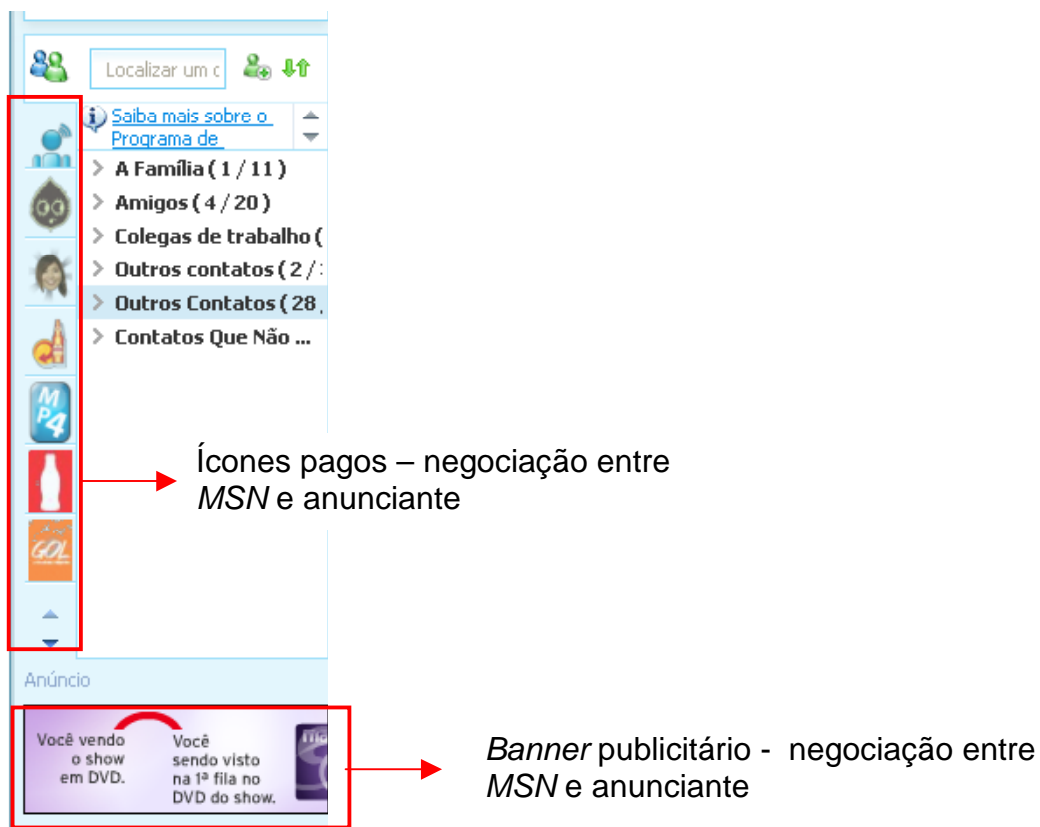 Localizar um c
Saiba mais sobre o
Programa de
> A Família ( 1 / 11 )
> Amigos ( 4 / 20 )
> Colegas de trabalho (
> Outros contatos ( 2 /
> Outros Contatos ( 28
> Contatos Que Não ...
MP4
GOL
Ícones pagos – negociação entre
MSN e anunciante
Anúncio
Você vendo
o show
em DVD.
Você
sendo visto
na 1ª fila no
DVD do show.
Banner publicitário - negociação entre
MSN e anunciante